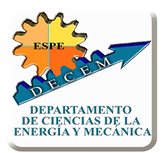 ESPE
DECEM
DEPARTAMENTO
DE CIENCIAS DE LA
ENERGÍA Y MECÁNICA